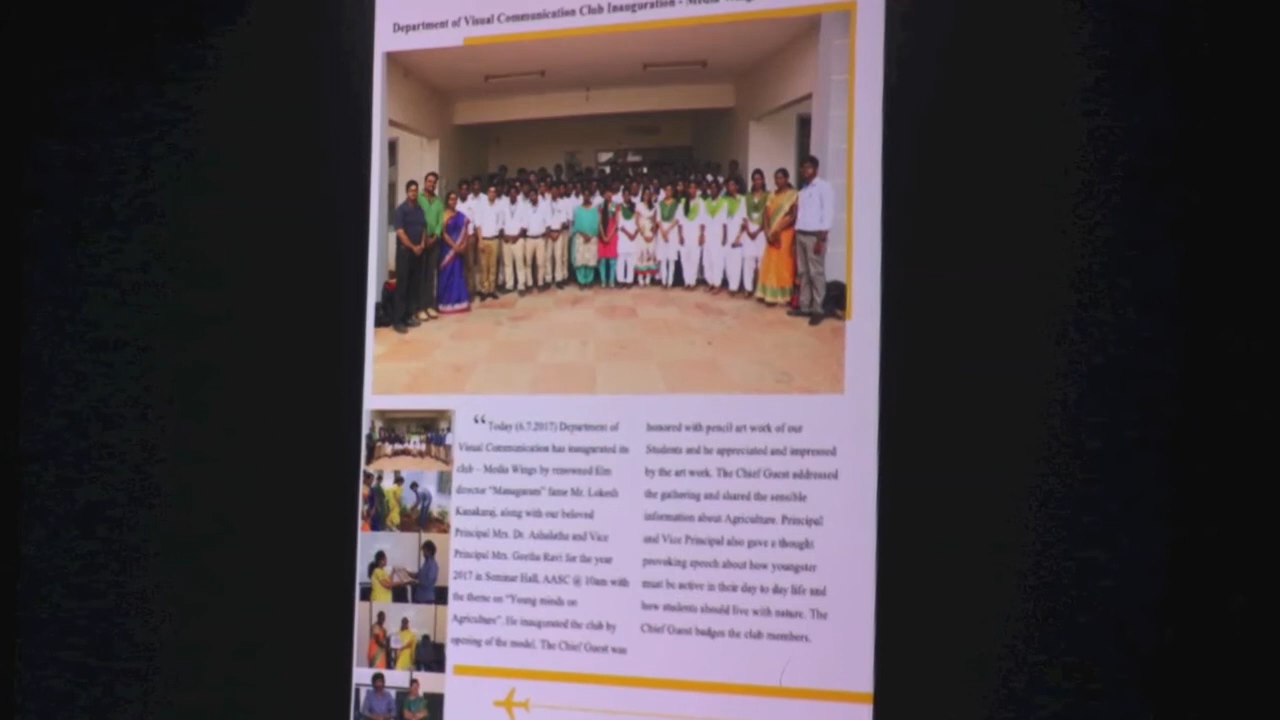 Department of Visual Communication Club Inauguration - Media Wings
“Today (6.7.2017) Department of
Visual Communication has inaugurated its
club – Media Wings by renowned film
director "Managaram" fame Mr. Lokesh
Kanakaraj, along with our beloved
Principal Mrs. Dr. Ashalatha and Vice
Principal Mrs. Geetha Ravi for the year
2017 in Seminar Hall, AASC @ 10am with
the theme on "Young minds on
Agriculture". He inaugurated the club by
opening of the model. The Chief Guest was
honored with pencil art work of our
Students and he appreciated and impressed
by the art work. The Chief Guest addressed
the gathering and shared the sensible
information about Agriculture. Principal
and Vice Principal also gave a thought
provoking speech about how youngster
must be active in their day to day life and
how students should live with nature. The
Chief Guest badges the club members.